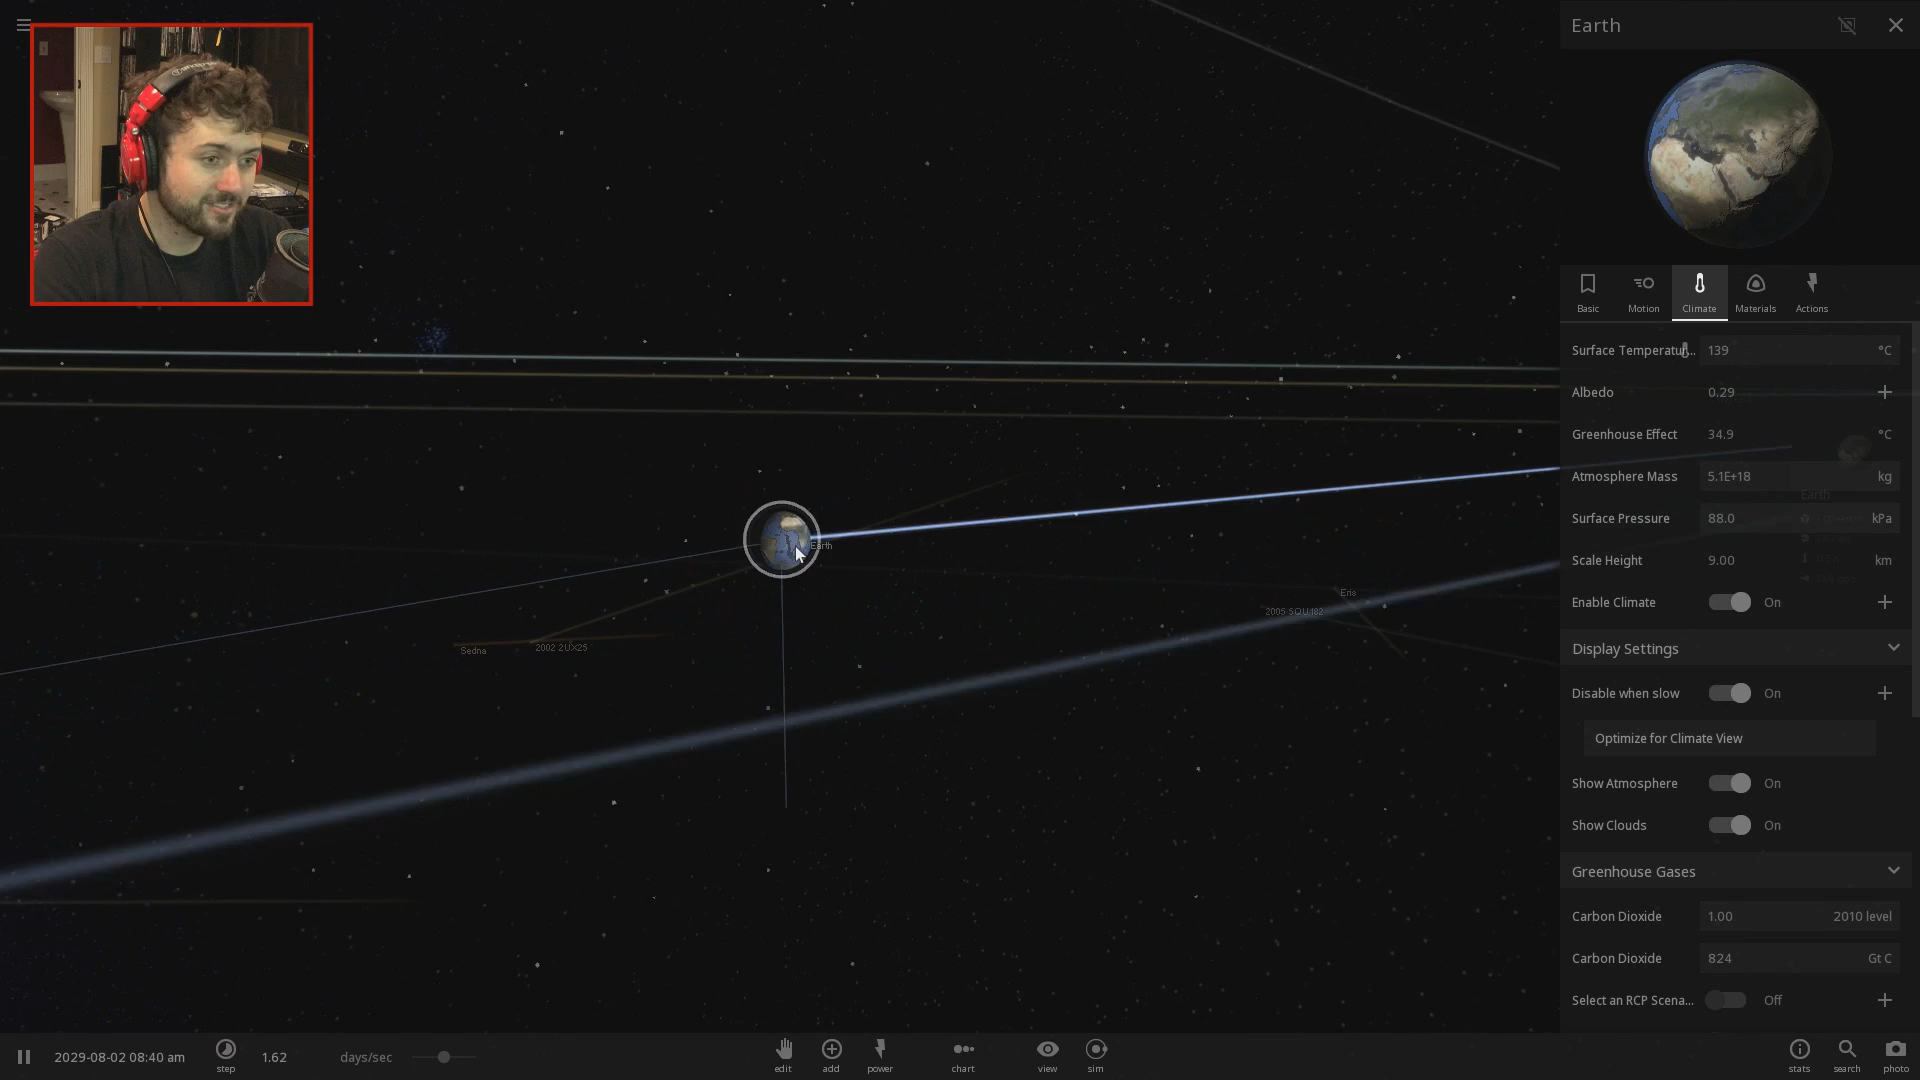 Earth
Basic
Motion
Climate
Materials
Actions
Surface Temperatur... 139 °C
Albedo 0.29
Greenhouse Effect 34.9 °C
Atmosphere Mass 5.1E+18 kg
Earth
Surface Pressure 88.0 kPa
Scale Height 9.00 km
Enable Climate On
Display Settings
Disable when slow On
Optimize for Climate View
Show Atmosphere On
Show Clouds On
Greenhouse Gases
Carbon Dioxide 1.00 2010 level
Carbon Dioxide 824 Gt C
Select an RCP Scena... Off
Earth
Eris
2005 SQU182
Sedna
2002 2UX25
2029-08-02 08:40 am
step
1.62 days/sec
edit
add
power
chart
view
sim
stats
search
photo